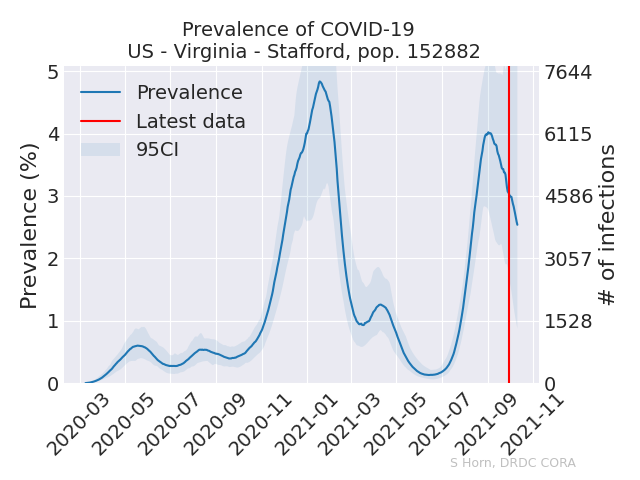 Prevalence of COVID-19
US - Virginia - Stafford, pop. 152882
Prevalence
Latest data
95CI
Prevalence (%)
5
4
3
2
1
0
7644
6115
4586
3057
1528
0
# of infections
2020-03
2020-05
2020-07
2020-09
2020-11
2021-01
2021-03
2021-05
2021-07
2021-09
2021-11
S Horn, DRDC CORA